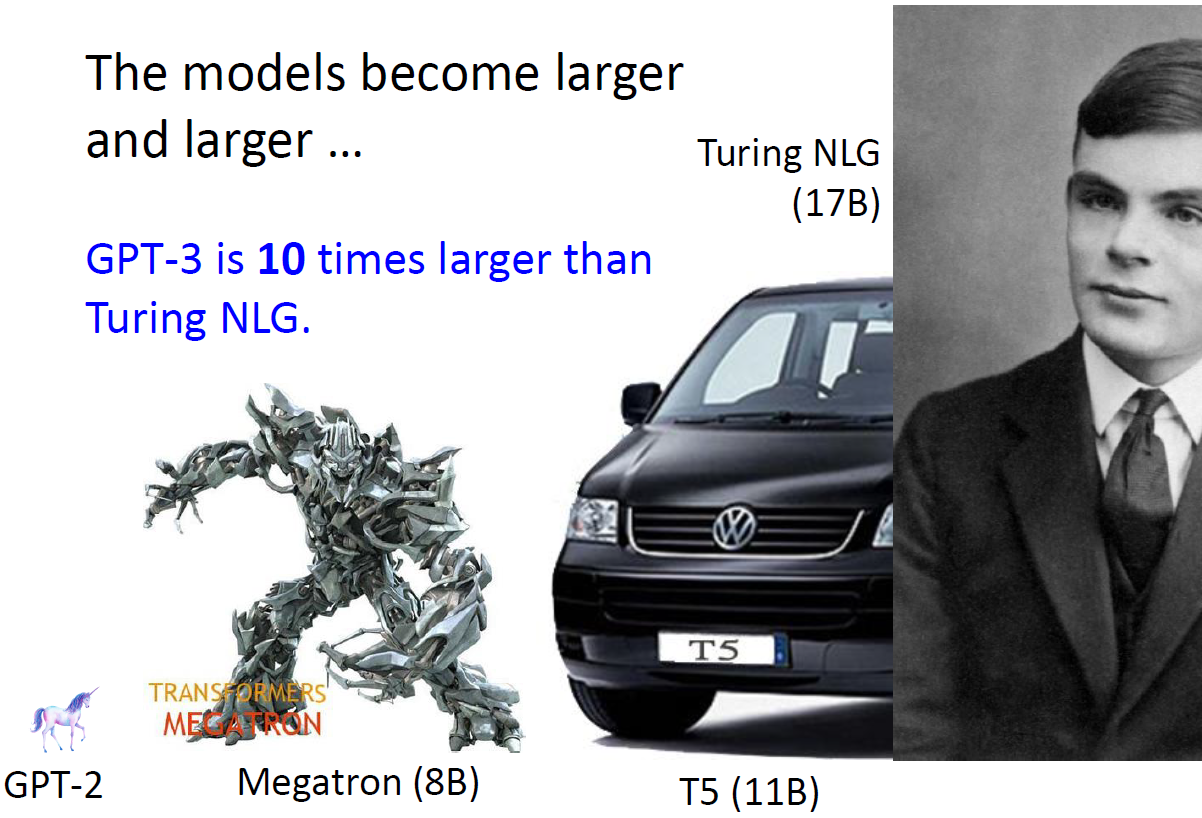 The models become larger
and larger …
Turing NLG
(17B)
GPT-3 is 10 times larger than
Turing NLG.
T5
TRANSFORMERS
MEGATRON
GPT-2
Megatron (8B)
T5 (11B)